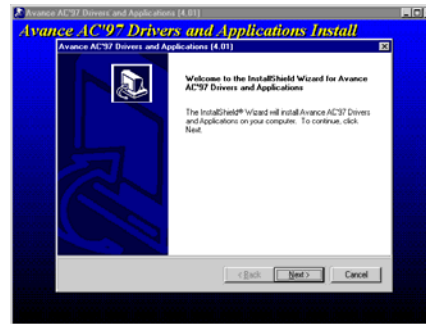 Avance AC'97 Drivers and Applications (4.01)
Avance AC'97 Drivers and Applications Install
Avance AC'97 Drivers and Applications (4.01)
Welcome to the InstallShield Wizard for Avance
AC'97 Drivers and Applications
The InstallShield® Wizard will install Avance AC'97 Drivers
and Applications on your computer. To continue, click
Next.
< Back
Next >
Cancel